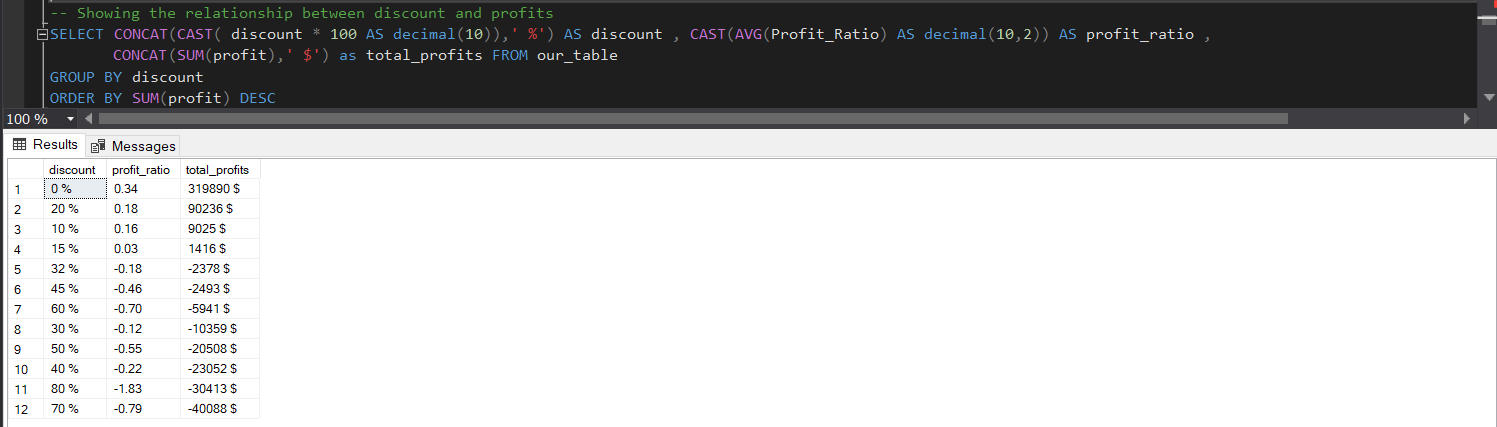 -- Showing the relationship between discount and profits
SELECT CONCAT(CAST( discount * 100 AS decimal(10)),' %') AS discount , CAST(AVG(Profit_Ratio) AS decimal(10,2)) AS profit_ratio ,
CONCAT(SUM(profit),' $') as total_profits FROM our_table
GROUP BY discount
ORDER BY SUM(profit) DESC
100 %
Results Messages
discount profit_ratio total_profits
1 0 % 0.34 319890 $
2 20 % 0.18 90236 $
3 10 % 0.16 9025 $
4 15 % 0.03 1416 $
5 32 % -0.18 -2378 $
6 45 % -0.46 -2493 $
7 60 % -0.70 -5941 $
8 30 % -0.12 -10359 $
9 50 % -0.55 -20508 $
10 40 % -0.22 -23052 $
11 80 % -1.83 -30413 $
12 70 % -0.79 -40088 $